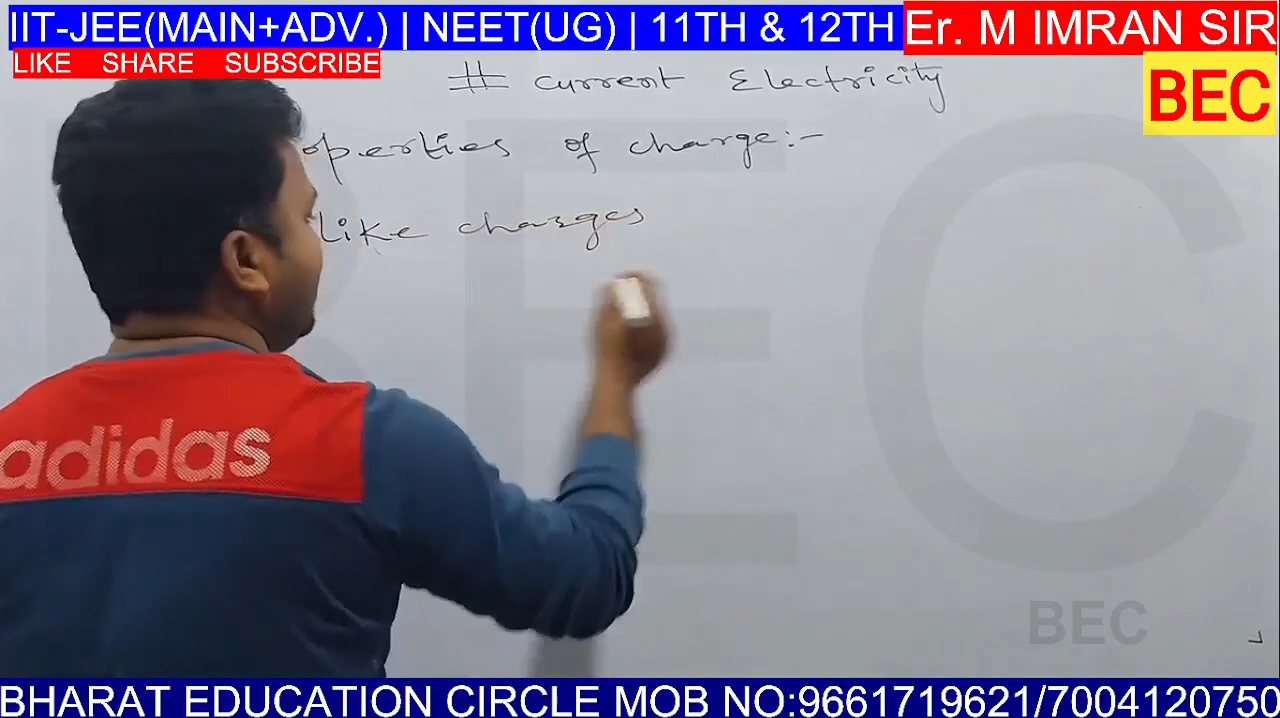 IIT-JEE(MAIN+ADV.) | NEET(UG) | 11TH & 12TH Er. M IMRAN SIR
LIKE SHARE SUBSCRIBE
BEC
# Current Electricity
operties of charge:-
like charges
adidas
BEC
BEC
BHARAT EDUCATION CIRCLE MOB NO:9661719621/7004120750